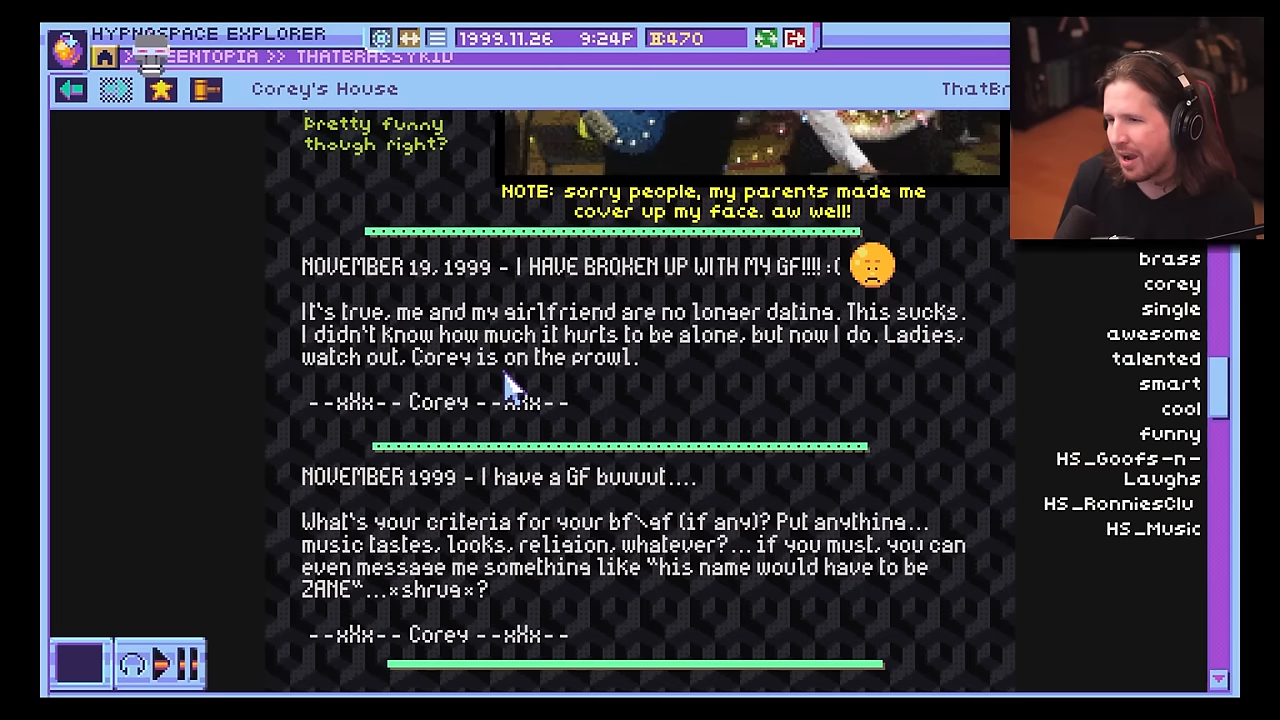 HYPNOSPACE EXPLORER
1999.11.26 9:24P
470
ENTOPIA >> THATBRASSYKID
Corey's House
ThatBr
Pretty funny
though right?
NOTE: sorry people, my parents made me
cover up my face. aw well!
NOVEMBER 19, 1999 - I HAVE BROKEN UP WITH MY GF!!!! :(
It's true, me and my girlfriend are no longer dating. This sucks.
I didn't know how much it hurts to be alone, but now I do. Ladies,
watch out, Corey is on the prowl.
--xXx-- Corey --xXx--
NOVEMBER 1999 - I have a GF buuuut....
What's your criteria for your bf\gf (if any)? Put anything...
music tastes, looks, religion, whatever?... if you must, you can
even message me something like "his name would have to be
ZANE"...*shrug*?
--xXx-- Corey --xXx--
brass
corey
single
awesome
talented
smart
cool
funny
HS_Goofs-n-
Laughs
HS_RonniesClu
HS_Music